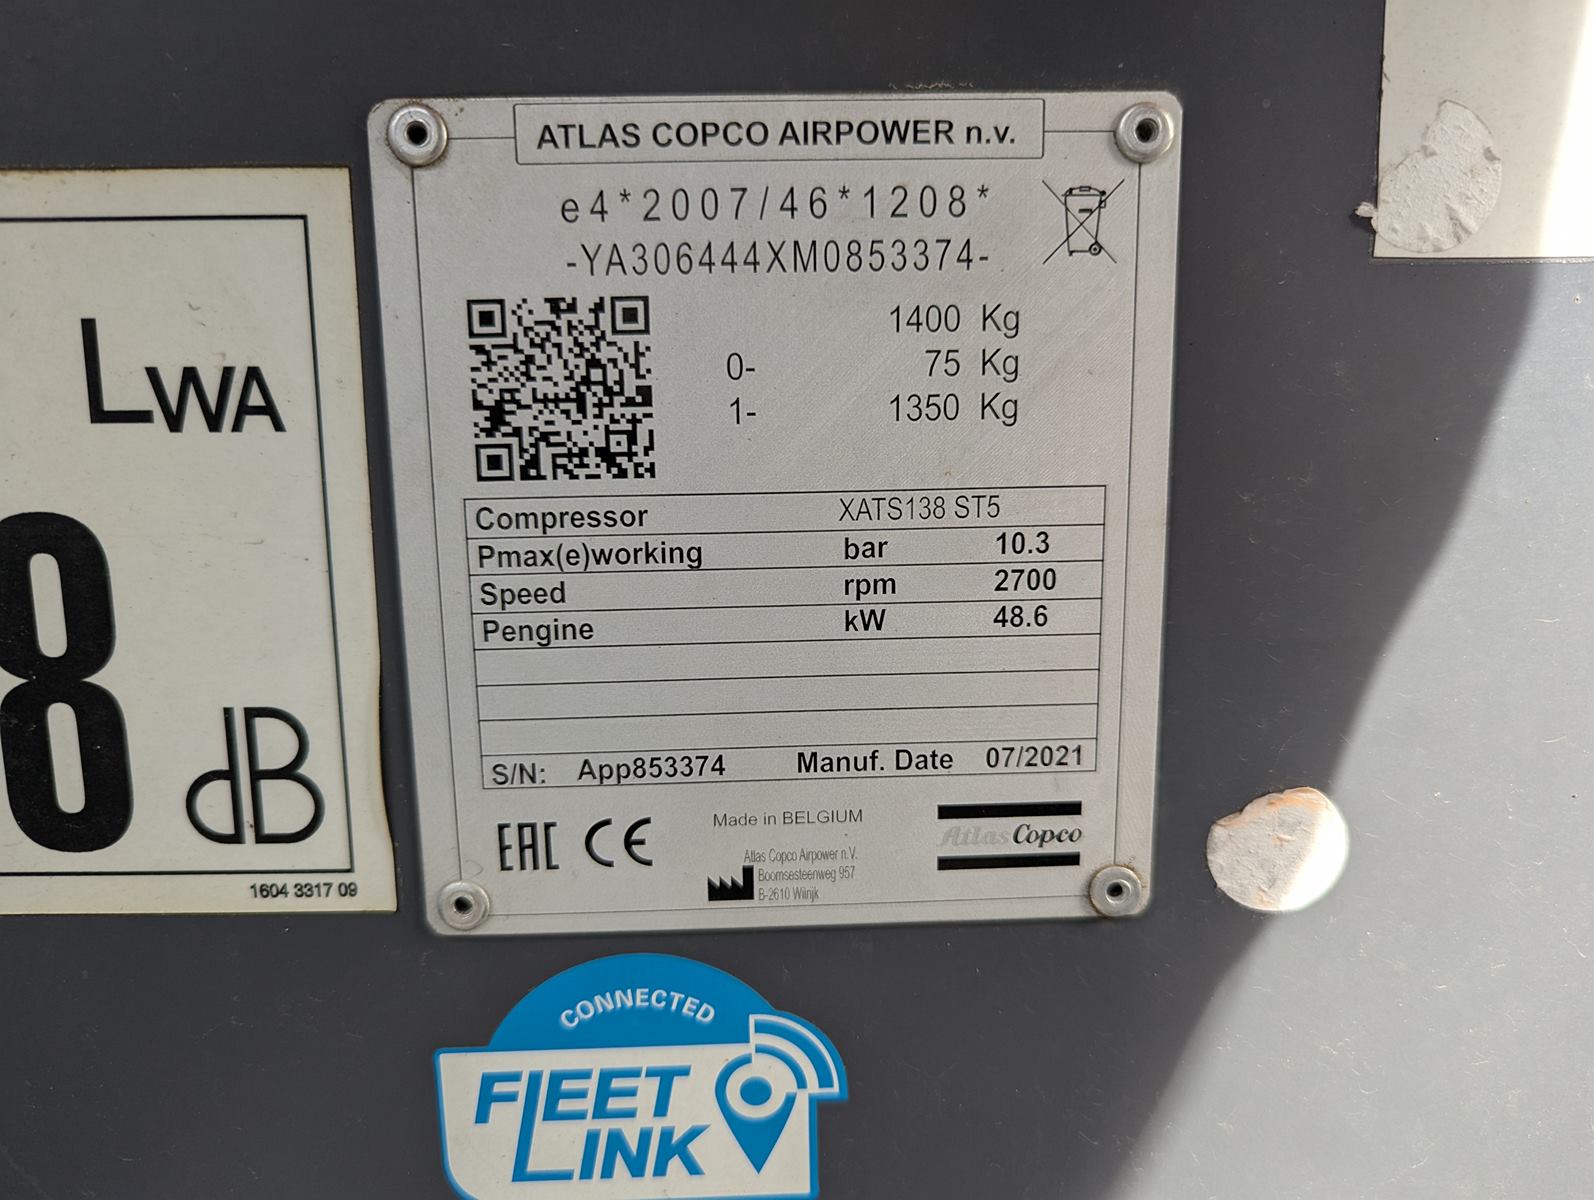 ATLAS COPCO AIRPOWER n.v.
e4*2007/46*1208*
-YA306444XM0853374-
1400 Kg
0- 75 Kg
1- 1350 Kg
Compressor XATS138 ST5
Pmax(e)working bar 10.3
Speed rpm 2700
Pengine kW 48.6
S/N: App853374 Manuf. Date 07/2021
EAC CE
Made in BELGIUM
Atlas Copco Airpower n.V.
Boomsesteenweg 957
B-2610 Wilrijk
Atlas Copco
LWA
8
dB
1604 3317 09
CONNECTED
FLEET
LINK